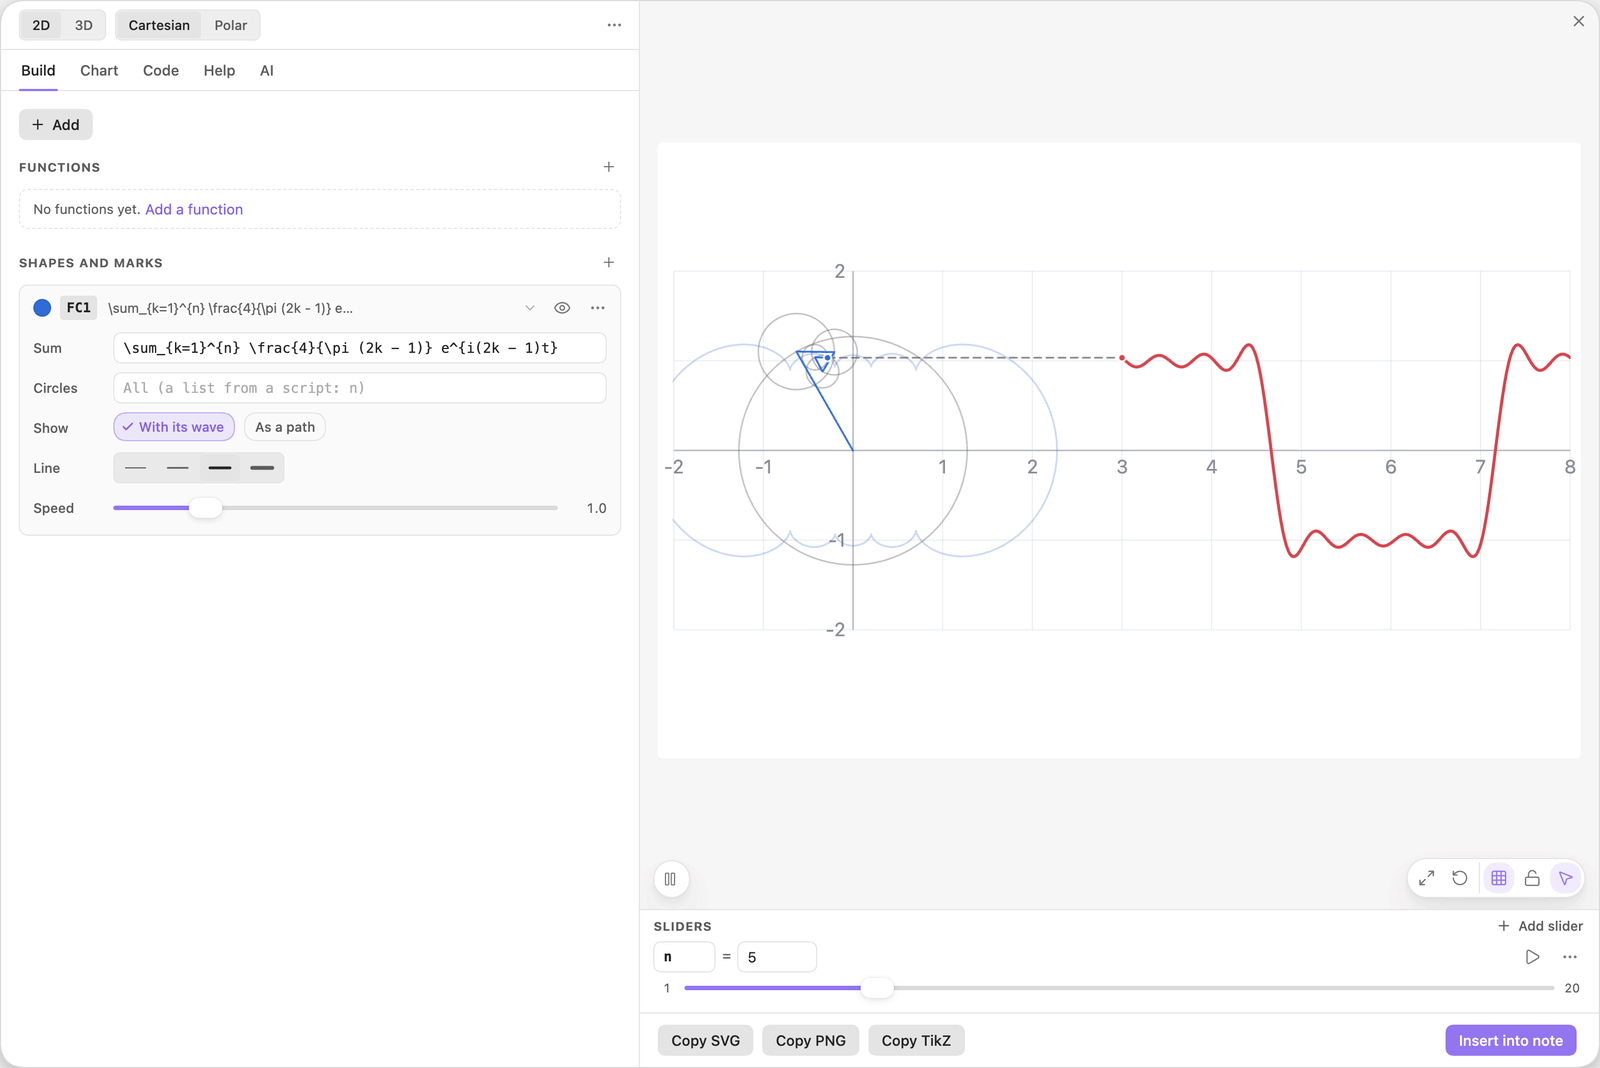 2D 3D Cartesian Polar
Build Chart Code Help AI
+ Add
FUNCTIONS
No functions yet. Add a function
SHAPES AND MARKS
FC1 \sum_{k=1}^{n} \frac{4}{\pi (2k - 1)} e...
Sum \sum_{k=1}^{n} \frac{4}{\pi (2k − 1)} e^{i(2k − 1)t}
Circles All (a list from a script: n)
Show With its wave As a path
Line
Speed 1.0
2
-2 -1 1 2 3 4 5 6 7 8
-1
-2
SLIDERS
+ Add slider
n = 5
1 20
Copy SVG Copy PNG Copy TikZ
Insert into note